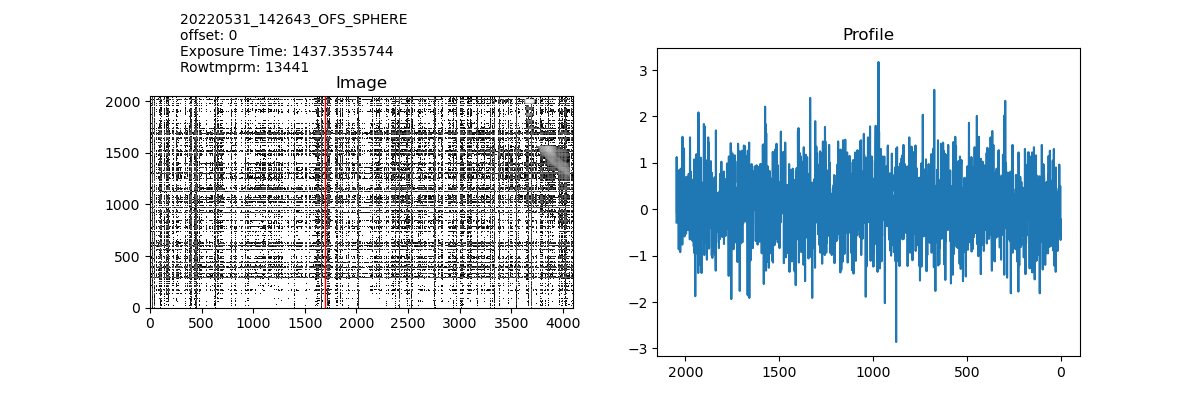 20220531_142643_OFS_SPHERE
offset: 0
Exposure Time: 1437.3535744
Rowtmprm: 13441
Image
2000
1500
1000
500
0
0 500 1000 1500 2000 2500 3000 3500 4000
Profile
3
2
1
0
−1
−2
−3
2000 1500 1000 500 0